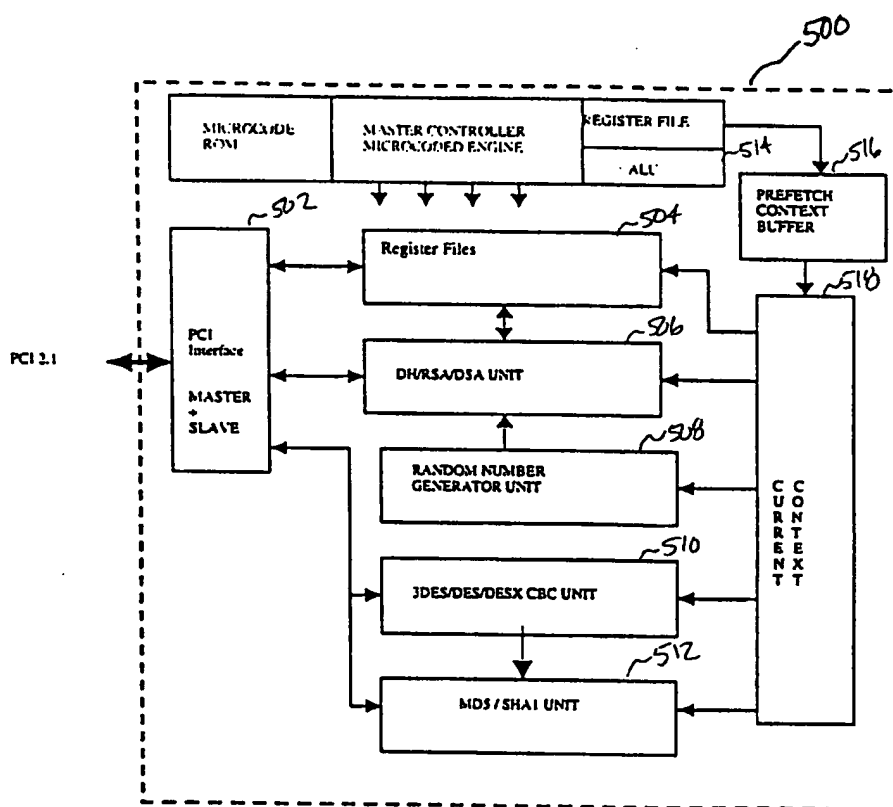 500
MICROCODE
ROM
MASTER CONTROLLER
MICROCODED ENGINE
REGISTER FILE
514
ALU
516
PREFETCH
CONTEXT
BUFFER
502
504
Register Files
518
PCI 2.1
PCI
Interface
MASTER
+
SLAVE
506
DH/RSA/DSA UNIT
508
RANDOM NUMBER
GENERATOR UNIT
CURRENT
CONTEXT
510
3DES/DES/DESX CBC UNIT
512
MD5 / SHA1 UNIT